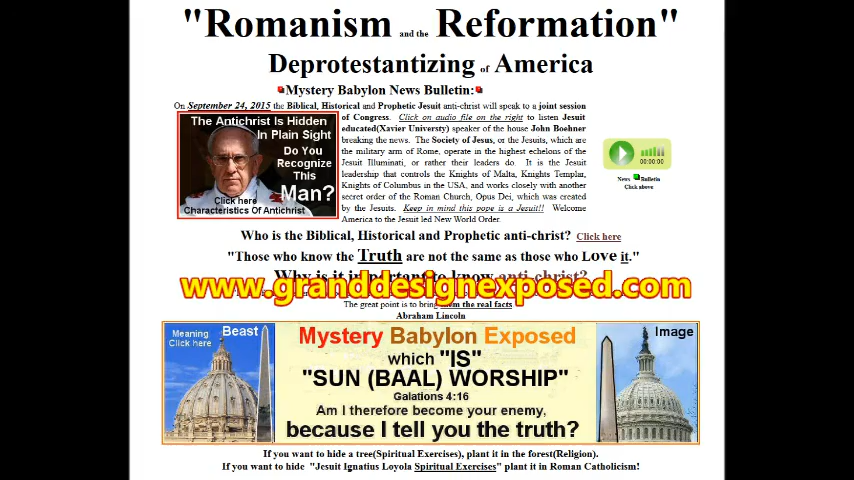 "Romanism and the Reformation"
Deprotestantizing of America
Mystery Babylon News Bulletin:
On September 24, 2015 the Biblical, Historical and Prophetic Jesuit anti-christ will speak to a joint session
of Congress. Click on audio file on the right to listen Jesuit
educated(Xavier Universty) speaker of the house John Boehner
breaking the news. The Society of Jesus, or the Jesuits, which are
the military arm of Rome, operate in the highest echelons of the
Jesuit Illuminati, or rather their leaders do. It is the Jesuit
leadership that controls the Knights of Malta, Knights Templar,
Knights of Columbus in the USA, and works closely with another
secret order of the Roman Church, Opus Dei, which was created
by the Jesuits. Keep in mind this pope is a Jesuit!! Welcome
America to the Jesuit led New World Order.
The Antichrist Is Hidden
In Plain Sight
Do You
Recognize
This
Man?
Click here
Characteristics Of Antichrist
00:00:00
News Bulletin
Click above
Who is the Biblical, Historical and Prophetic anti-christ? Click here
"Those who know the Truth are not the same as those who Love it."
Why is it important to know anti-christ?
www.granddesignexposed.com
The great point is to bring them the real facts
Abraham Lincoln
Meaning
Click here
Beast
Mystery Babylon Exposed
which "IS"
"SUN (BAAL) WORSHIP"
Galations 4:16
Am I therefore become your enemy,
because I tell you the truth?
Image
If you want to hide a tree(Spiritual Exercises), plant it in the forest(Religion).
If you want to hide "Jesuit Ignatius Loyola Spiritual Exercises" plant it in Roman Catholicism!